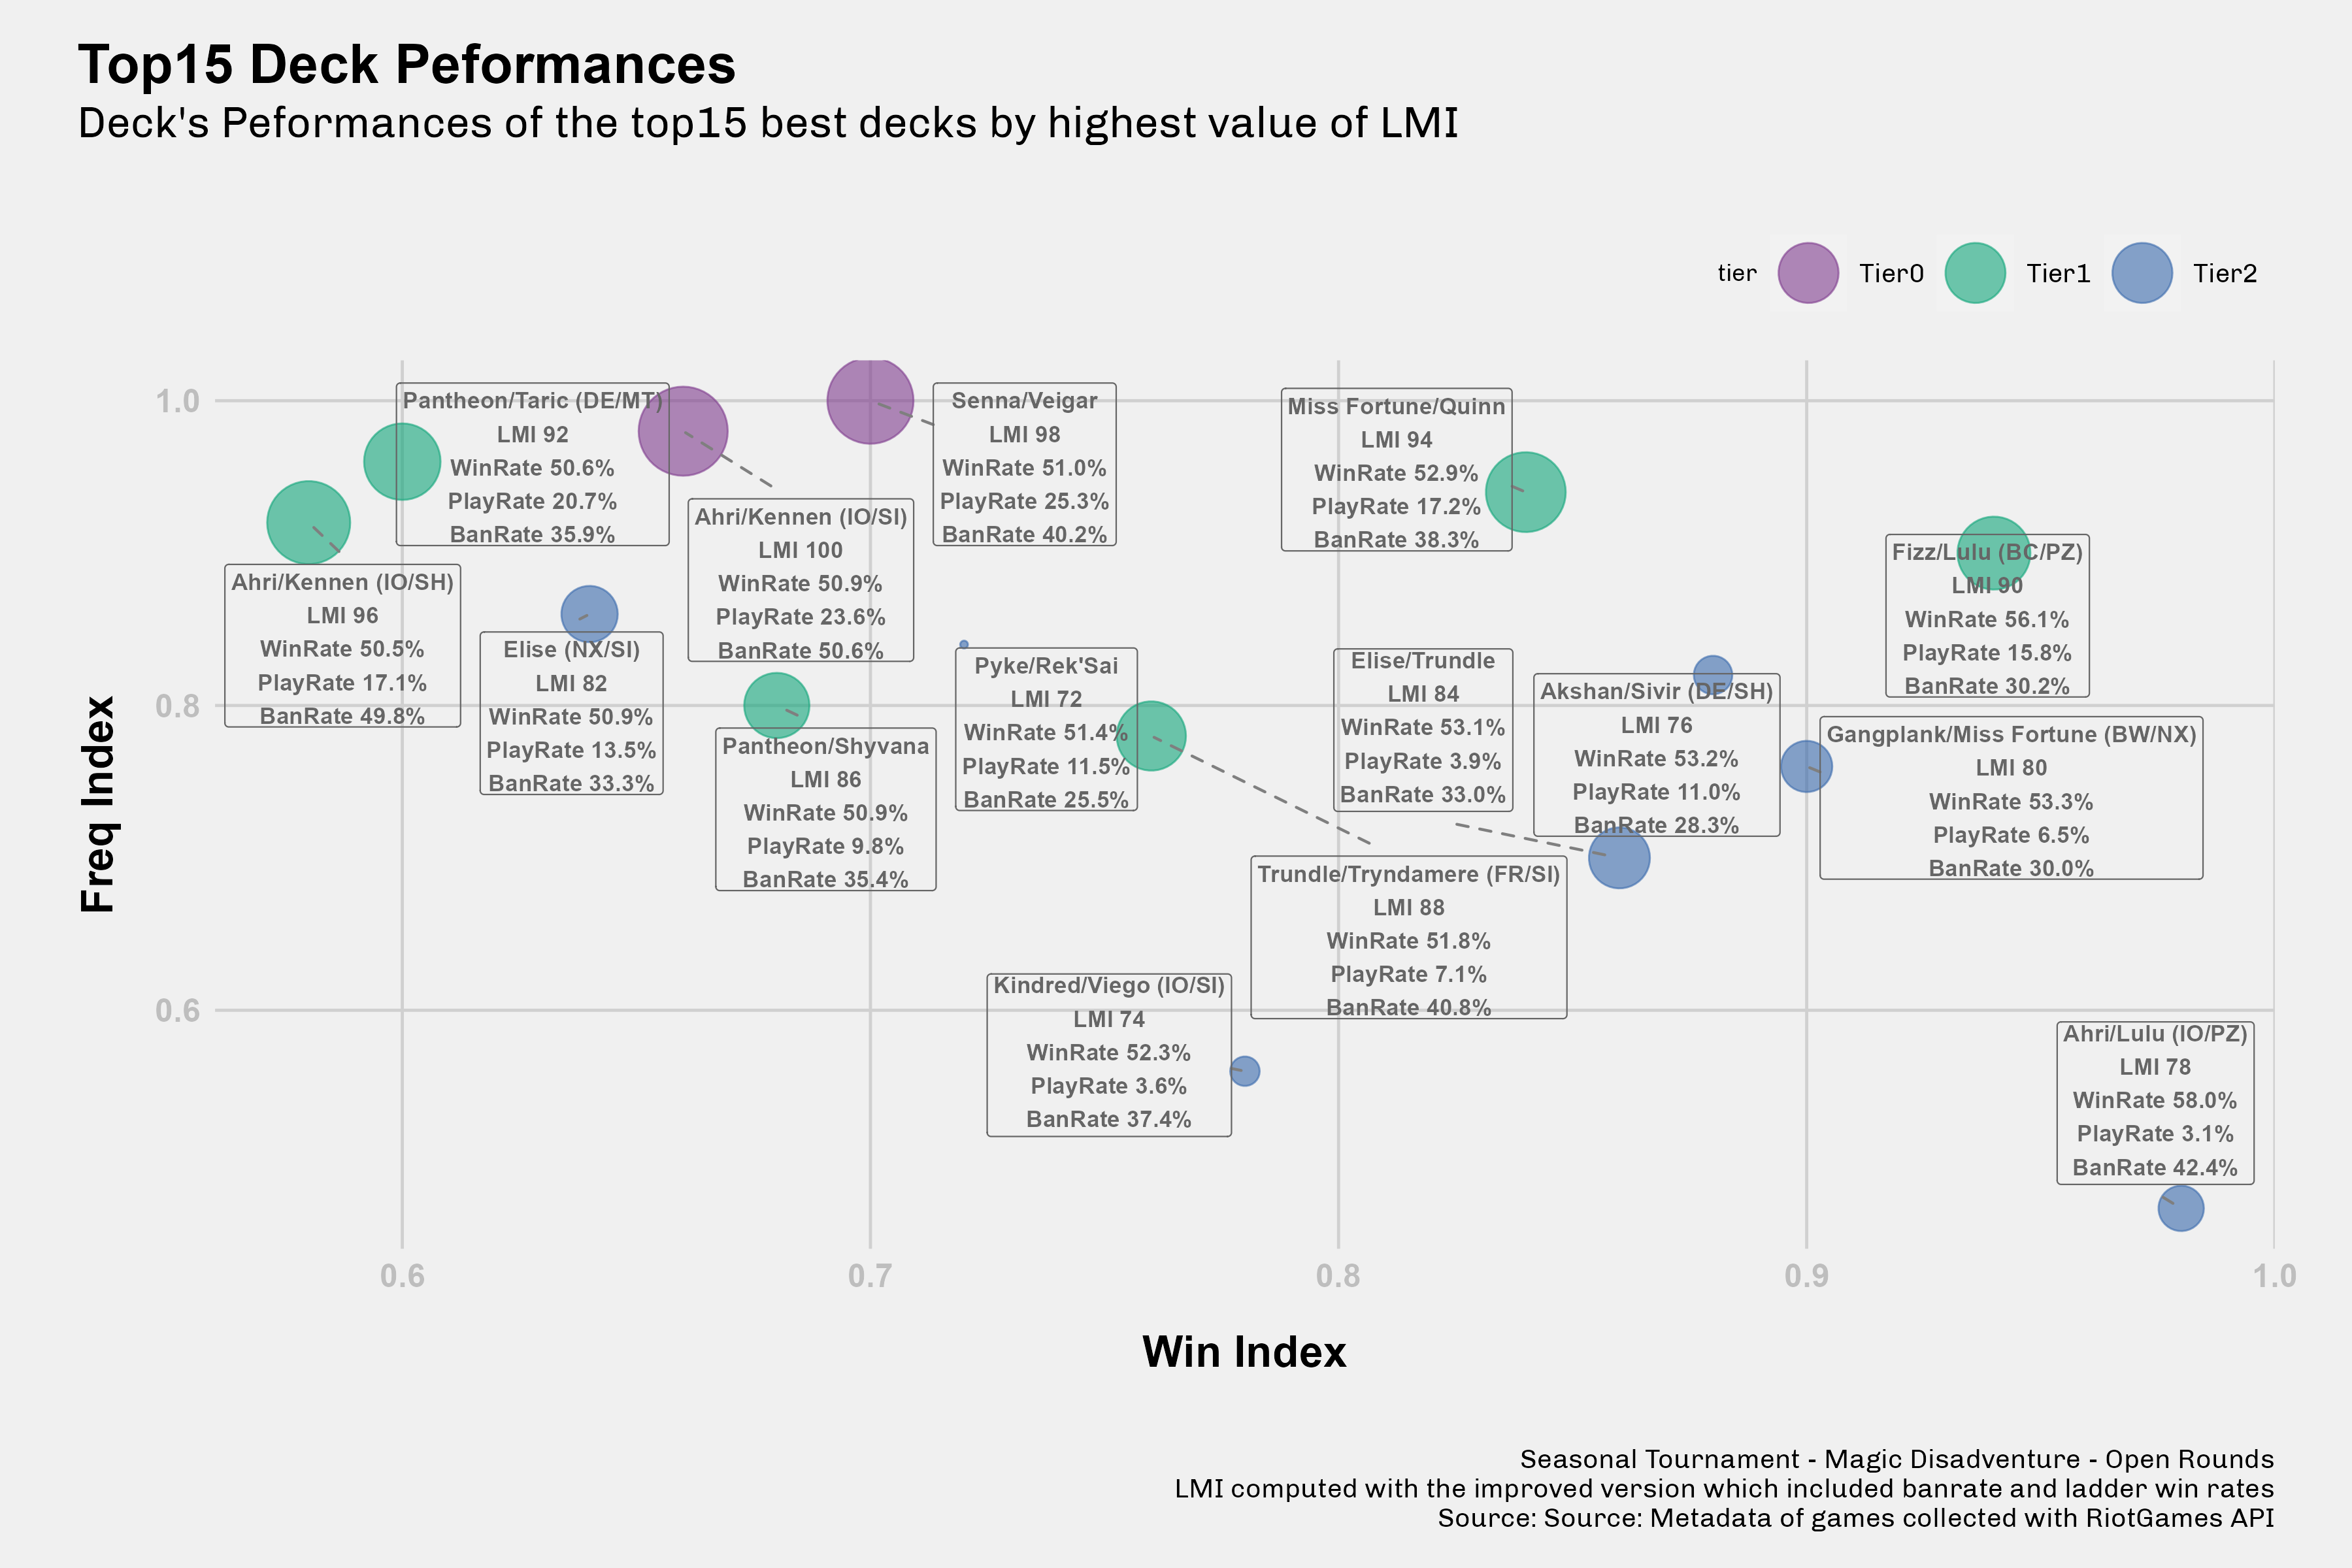 Top15 Deck Peformances
Deck's Peformances of the top15 best decks by highest value of LMI
tier
Tier0
Tier1
Tier2
Freq Index
1.0
0.8
0.6
Pantheon/Taric (DE/MT)
LMI 92
WinRate 50.6%
PlayRate 20.7%
BanRate 35.9%
Senna/Veigar
LMI 98
WinRate 51.0%
PlayRate 25.3%
BanRate 40.2%
Miss Fortune/Quinn
LMI 94
WinRate 52.9%
PlayRate 17.2%
BanRate 38.3%
Ahri/Kennen (IO/SI)
LMI 100
WinRate 50.9%
PlayRate 23.6%
BanRate 50.6%
Fizz/Lulu (BC/PZ)
LMI 90
WinRate 56.1%
PlayRate 15.8%
BanRate 30.2%
Ahri/Kennen (IO/SH)
LMI 96
WinRate 50.5%
PlayRate 17.1%
BanRate 49.8%
Elise (NX/SI)
LMI 82
WinRate 50.9%
PlayRate 13.5%
BanRate 33.3%
Pyke/Rek'Sai
LMI 72
WinRate 51.4%
PlayRate 11.5%
BanRate 25.5%
Elise/Trundle
LMI 84
WinRate 53.1%
PlayRate 3.9%
BanRate 33.0%
Akshan/Sivir (DE/SH)
LMI 76
WinRate 53.2%
PlayRate 11.0%
BanRate 28.3%
Gangplank/Miss Fortune (BW/NX)
LMI 80
WinRate 53.3%
PlayRate 6.5%
BanRate 30.0%
Pantheon/Shyvana
LMI 86
WinRate 50.9%
PlayRate 9.8%
BanRate 35.4%
Trundle/Tryndamere (FR/SI)
LMI 88
WinRate 51.8%
PlayRate 7.1%
BanRate 40.8%
Kindred/Viego (IO/SI)
LMI 74
WinRate 52.3%
PlayRate 3.6%
BanRate 37.4%
Ahri/Lulu (IO/PZ)
LMI 78
WinRate 58.0%
PlayRate 3.1%
BanRate 42.4%
0.6
0.7
0.8
0.9
1.0
Win Index
Seasonal Tournament - Magic Disadventure - Open Rounds
LMI computed with the improved version which included banrate and ladder win rates
Source: Source: Metadata of games collected with RiotGames API